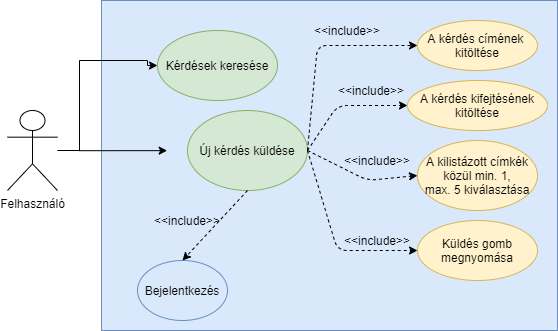 <<include>>
A kérdés címének
kitöltése
Kérdések keresése
<<include>>
A kérdés kifejtésének
kitöltése
Új kérdés küldése
<<include>>
A kilistázott címkék
közül min. 1,
max. 5 kiválasztása
Felhasználó
<<include>>
<<include>>
Küldés gomb
megnyomása
Bejelentkezés